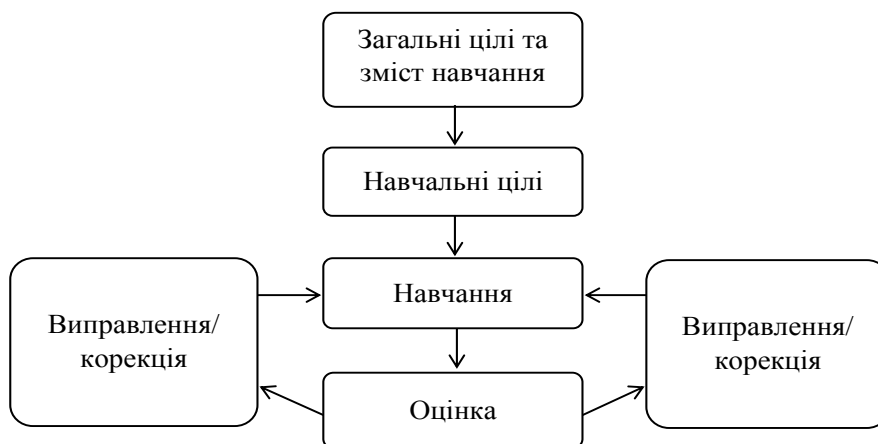 Загальні цілі та
зміст навчання
Навчальні цілі
Навчання
Виправлення/
корекція
Виправлення/
корекція
Оцінка